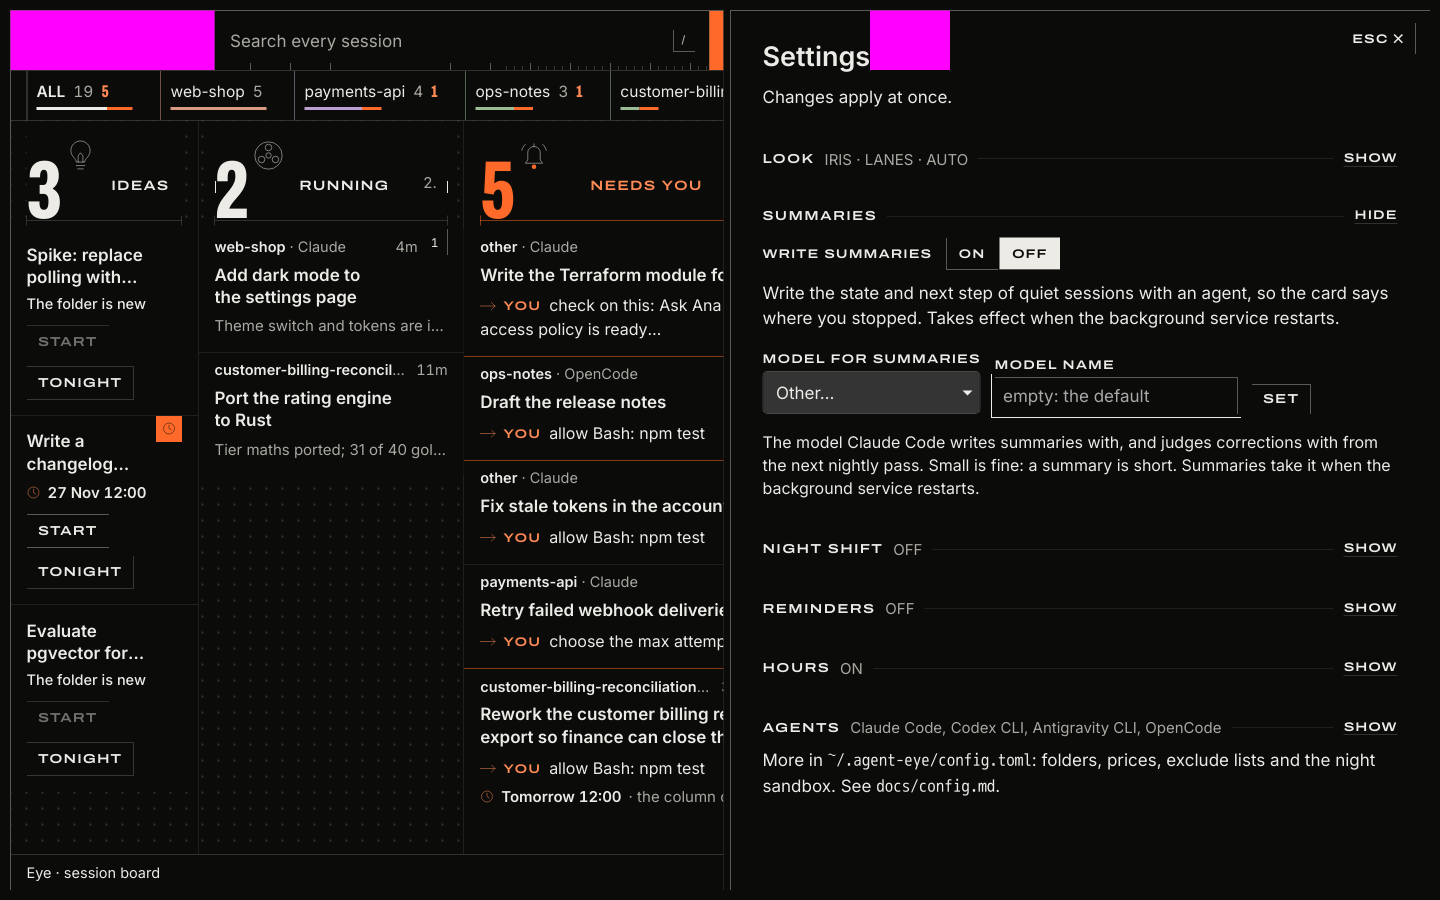 Search every session
/
ALL 19 5
web-shop 5
payments-api 4 1
ops-notes 3 1
customer-billin
3 IDEAS
Spike: replace
polling with...
The folder is new
START
TONIGHT
Write a
changelog...
27 Nov 12:00
START
TONIGHT
Evaluate
pgvector for...
The folder is new
START
TONIGHT
2 RUNNING 2.
web-shop · Claude 4m 1
Add dark mode to
the settings page
Theme switch and tokens are i...
customer-billing-reconcil... 11m
Port the rating engine
to Rust
Tier maths ported; 31 of 40 gol...
5 NEEDS YOU
other · Claude
Write the Terraform module fo
→ YOU check on this: Ask Ana
access policy is ready...
ops-notes · OpenCode
Draft the release notes
→ YOU allow Bash: npm test
other · Claude
Fix stale tokens in the accoun
→ YOU allow Bash: npm test
payments-api · Claude
Retry failed webhook deliverie
→ YOU choose the max attemp
customer-billing-reconciliation...
Rework the customer billing re
export so finance can close th
→ YOU allow Bash: npm test
Tomorrow 12:00 · the column
Eye · session board
Settings
ESC ×
Changes apply at once.
LOOK IRIS · LANES · AUTO SHOW
SUMMARIES HIDE
WRITE SUMMARIES ON OFF
Write the state and next step of quiet sessions with an agent, so the card says
where you stopped. Takes effect when the background service restarts.
MODEL FOR SUMMARIES MODEL NAME
Other... empty: the default SET
The model Claude Code writes summaries with, and judges corrections with from
the next nightly pass. Small is fine: a summary is short. Summaries take it when the
background service restarts.
NIGHT SHIFT OFF SHOW
REMINDERS OFF SHOW
HOURS ON SHOW
AGENTS Claude Code, Codex CLI, Antigravity CLI, OpenCode SHOW
More in ~/.agent-eye/config.toml: folders, prices, exclude lists and the night
sandbox. See docs/config.md.